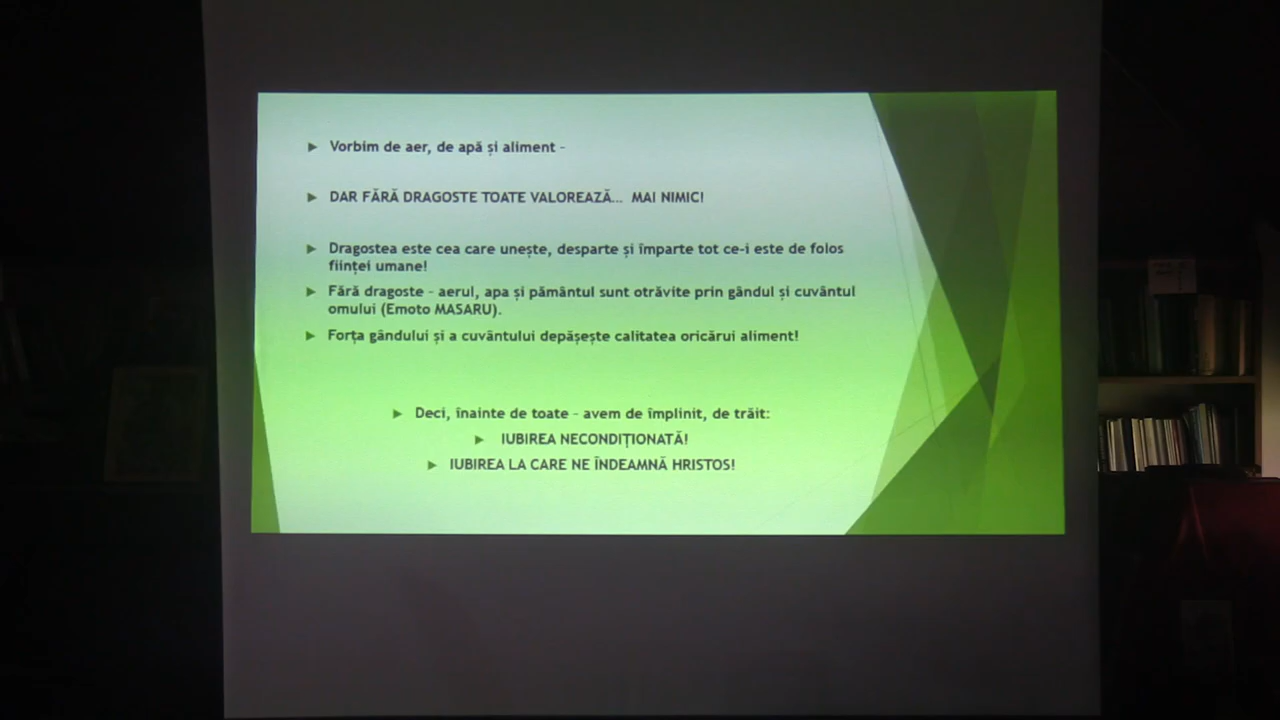 Vorbim de aer, de apă și aliment –
DAR FĂRĂ DRAGOSTE TOATE VALOREAZĂ... MAI NIMIC!
Dragostea este cea care unește, desparte și împarte tot ce-i este de folos
ființei umane!
Fără dragoste – aerul, apa și pământul sunt otrăvite prin gândul și cuvântul
omului (Emoto MASARU).
Forța gândului și a cuvântului depășește calitatea oricărui aliment!
Deci, înainte de toate – avem de împlinit, de trăit:
IUBIREA NECONDIȚIONATĂ!
IUBIREA LA CARE NE ÎNDEAMNĂ HRISTOS!